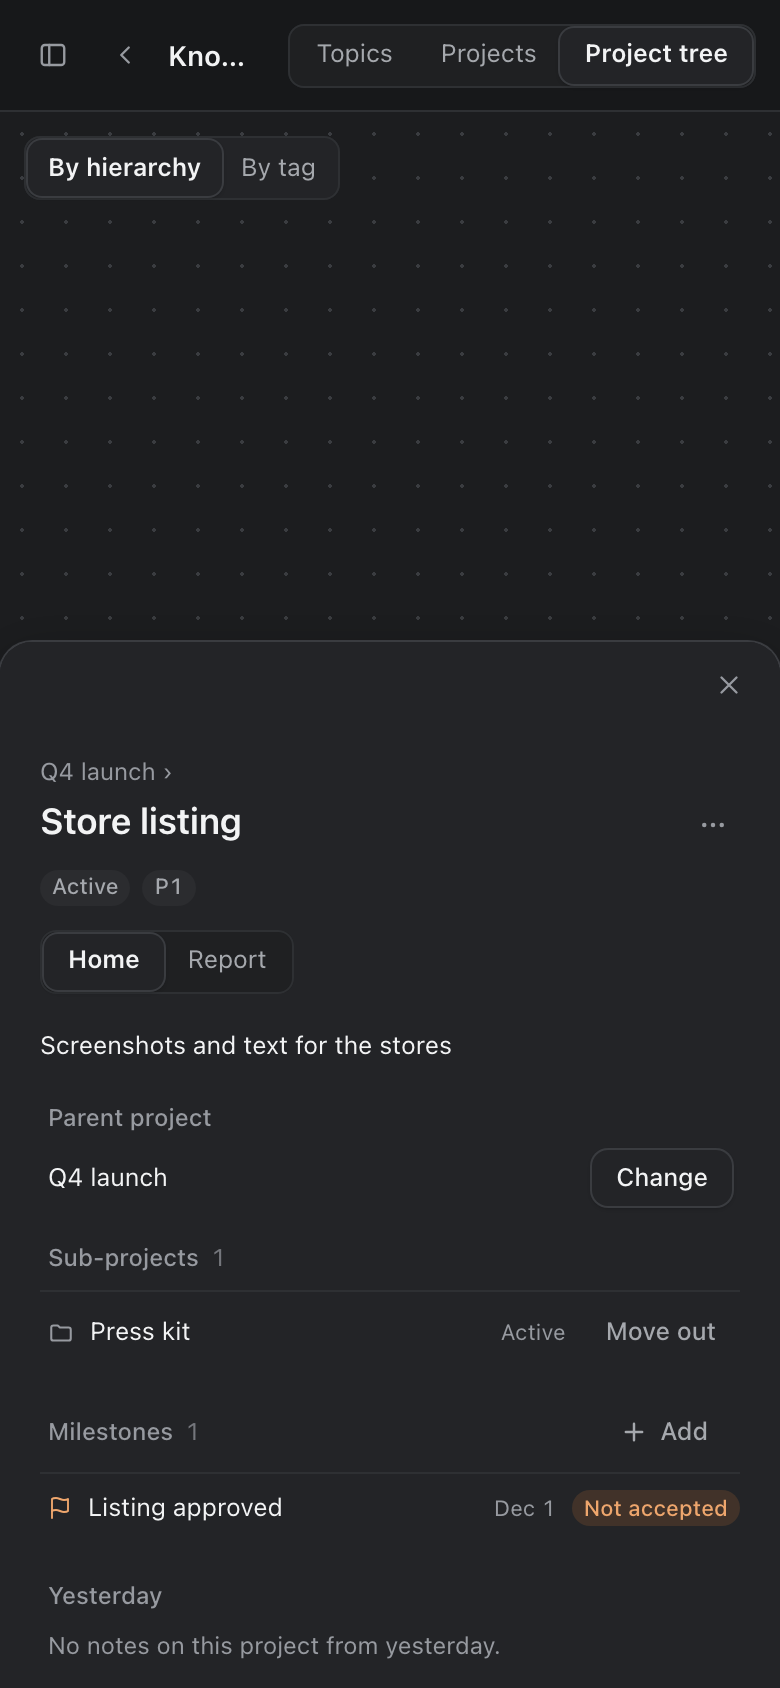 Kno...
Topics
Projects
Project tree
By hierarchy
By tag
Q4 launch ›
Store listing
Active
P1
Home
Report
Screenshots and text for the stores
Parent project
Q4 launch
Change
Sub-projects 1
Press kit
Active
Move out
Milestones 1
+ Add
Listing approved
Dec 1
Not accepted
Yesterday
No notes on this project from yesterday.